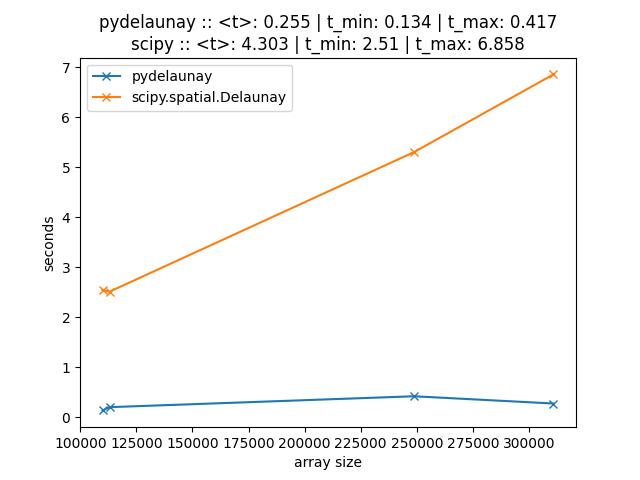 pydelaunay :: <t>: 0.255 | t_min: 0.134 | t_max: 0.417
scipy :: <t>: 4.303 | t_min: 2.51 | t_max: 6.858
pydelaunay
scipy.spatial.Delaunay
7
6
5
4
3
2
1
0
seconds
100000 125000 150000 175000 200000 225000 250000 275000 300000
array size